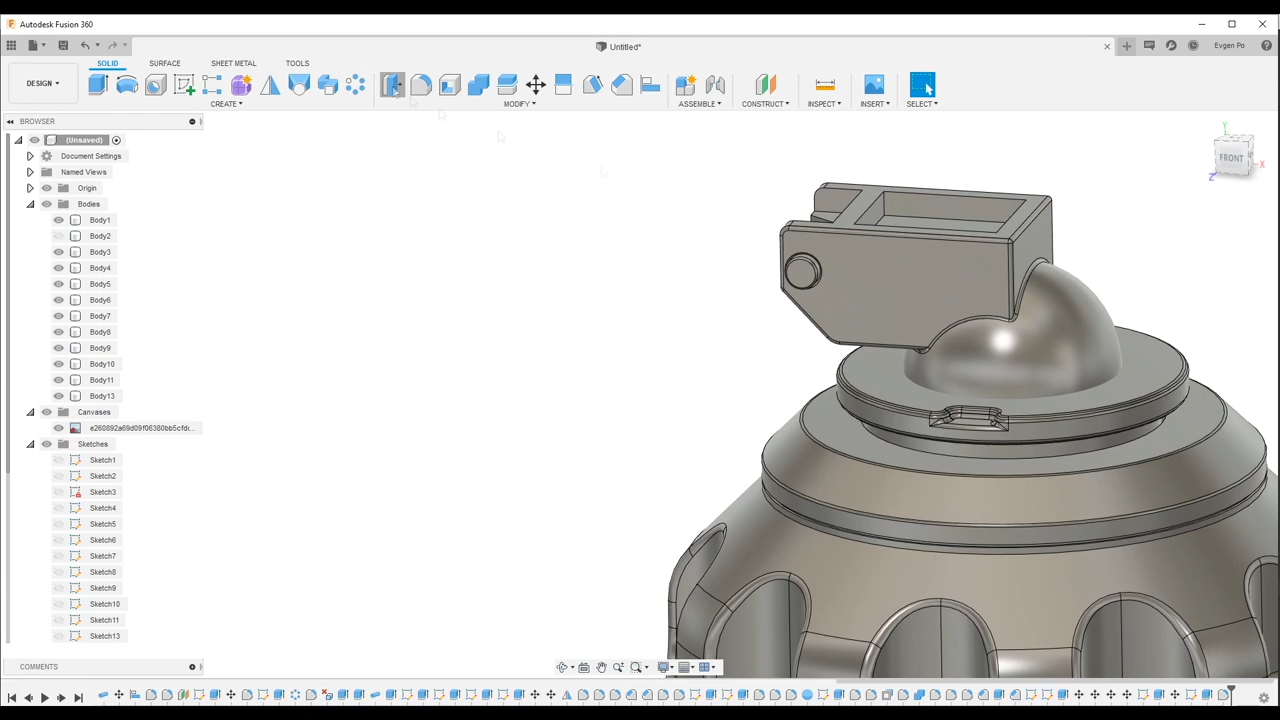 Autodesk Fusion 360
Untitled*
Evgen Po
DESIGN
SOLID SURFACE SHEET METAL TOOLS
CREATE MODIFY ASSEMBLE CONSTRUCT INSPECT INSERT SELECT
BROWSER
(Unsaved)
Document Settings
Named Views
Origin
Bodies
Body1
Body2
Body3
Body4
Body5
Body6
Body7
Body8
Body9
Body10
Body11
Body13
Canvases
e260892a69d09f06380bb5cfdc...
Sketches
Sketch1
Sketch2
Sketch3
Sketch4
Sketch5
Sketch6
Sketch7
Sketch8
Sketch9
Sketch10
Sketch11
Sketch13
COMMENTS
Y
FRONT
X
Z